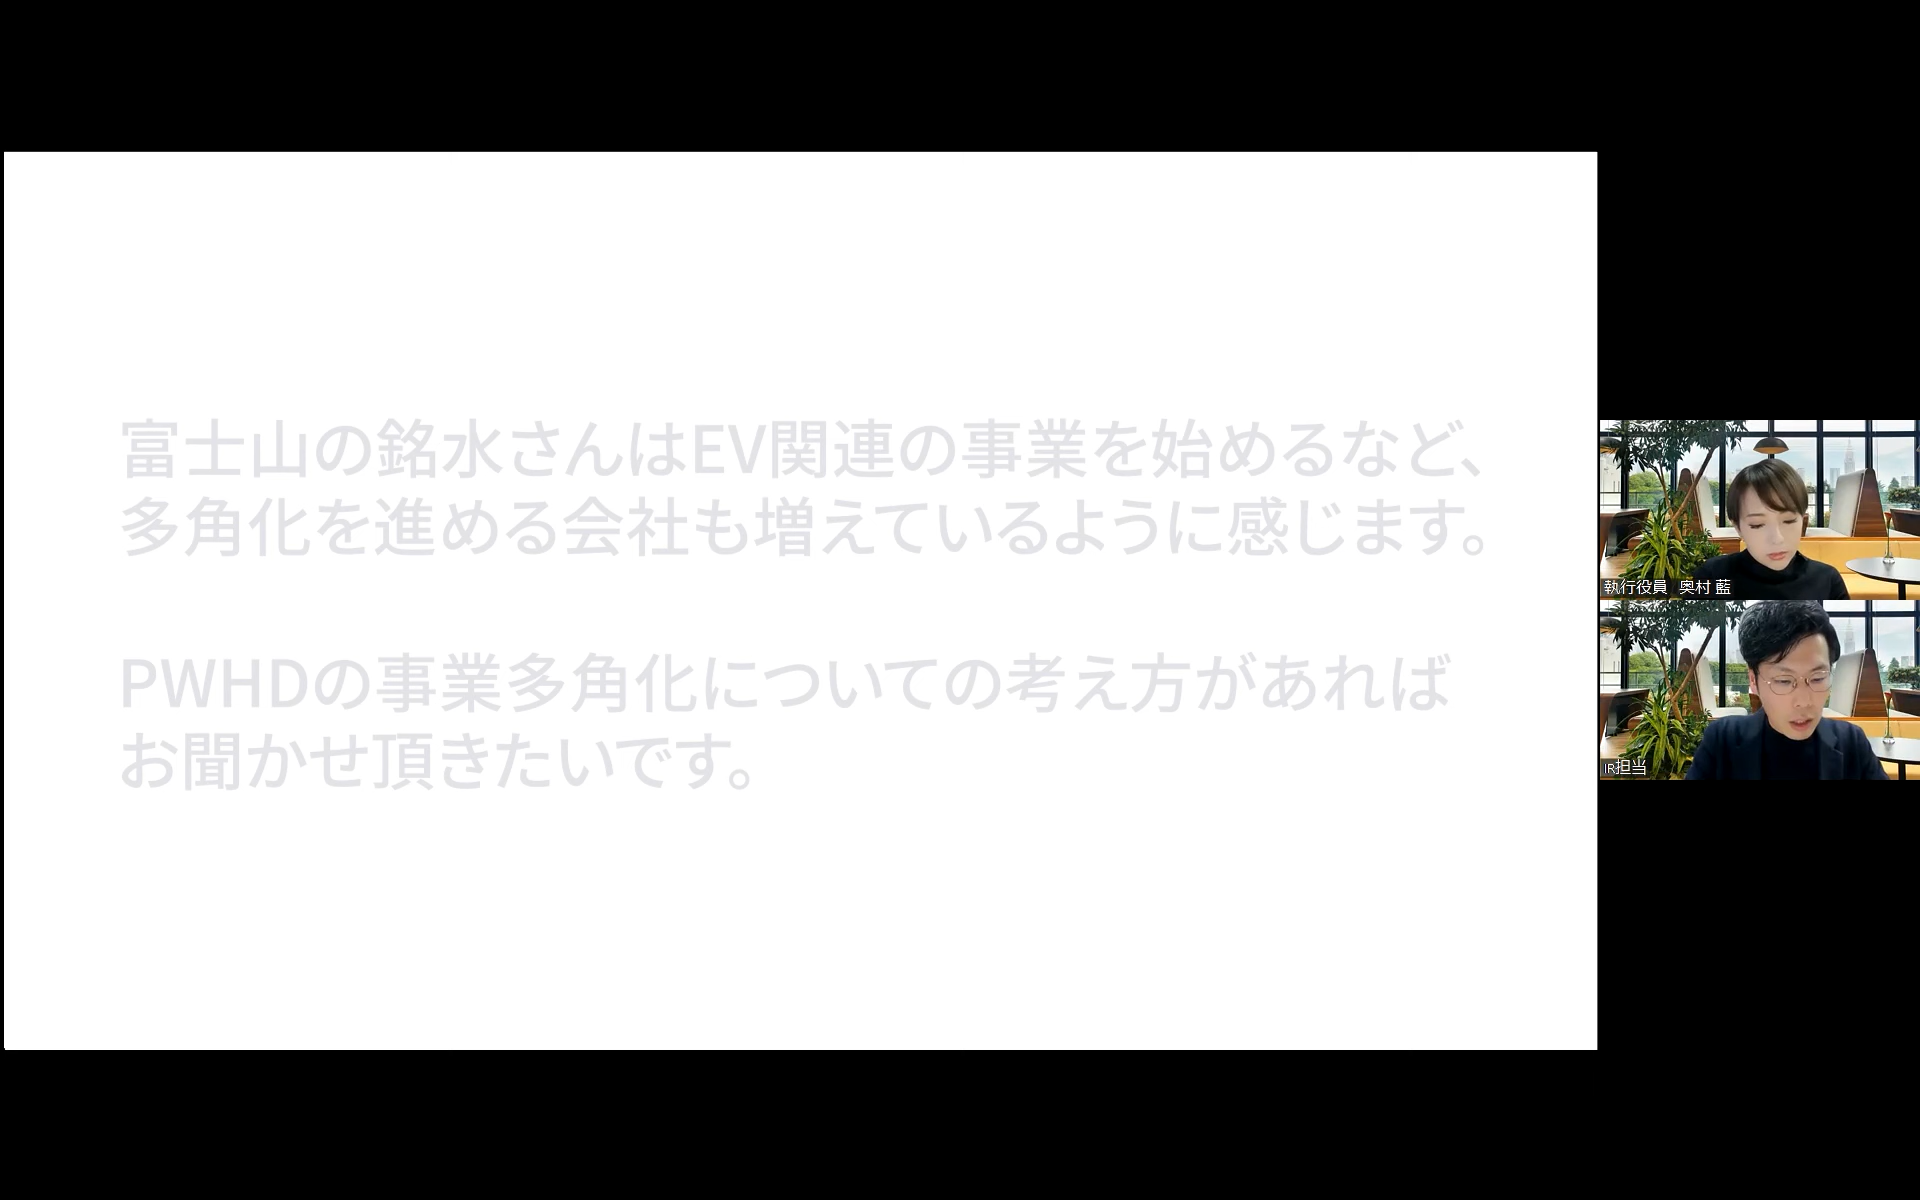 富士山の銘水さんはEV関連の事業を始めるなど、
多角化を進める会社も増えているように感じます。
PWHDの事業多角化についての考え方があれば
お聞かせ頂きたいです。
執行役員 奥村 藍
IR担当